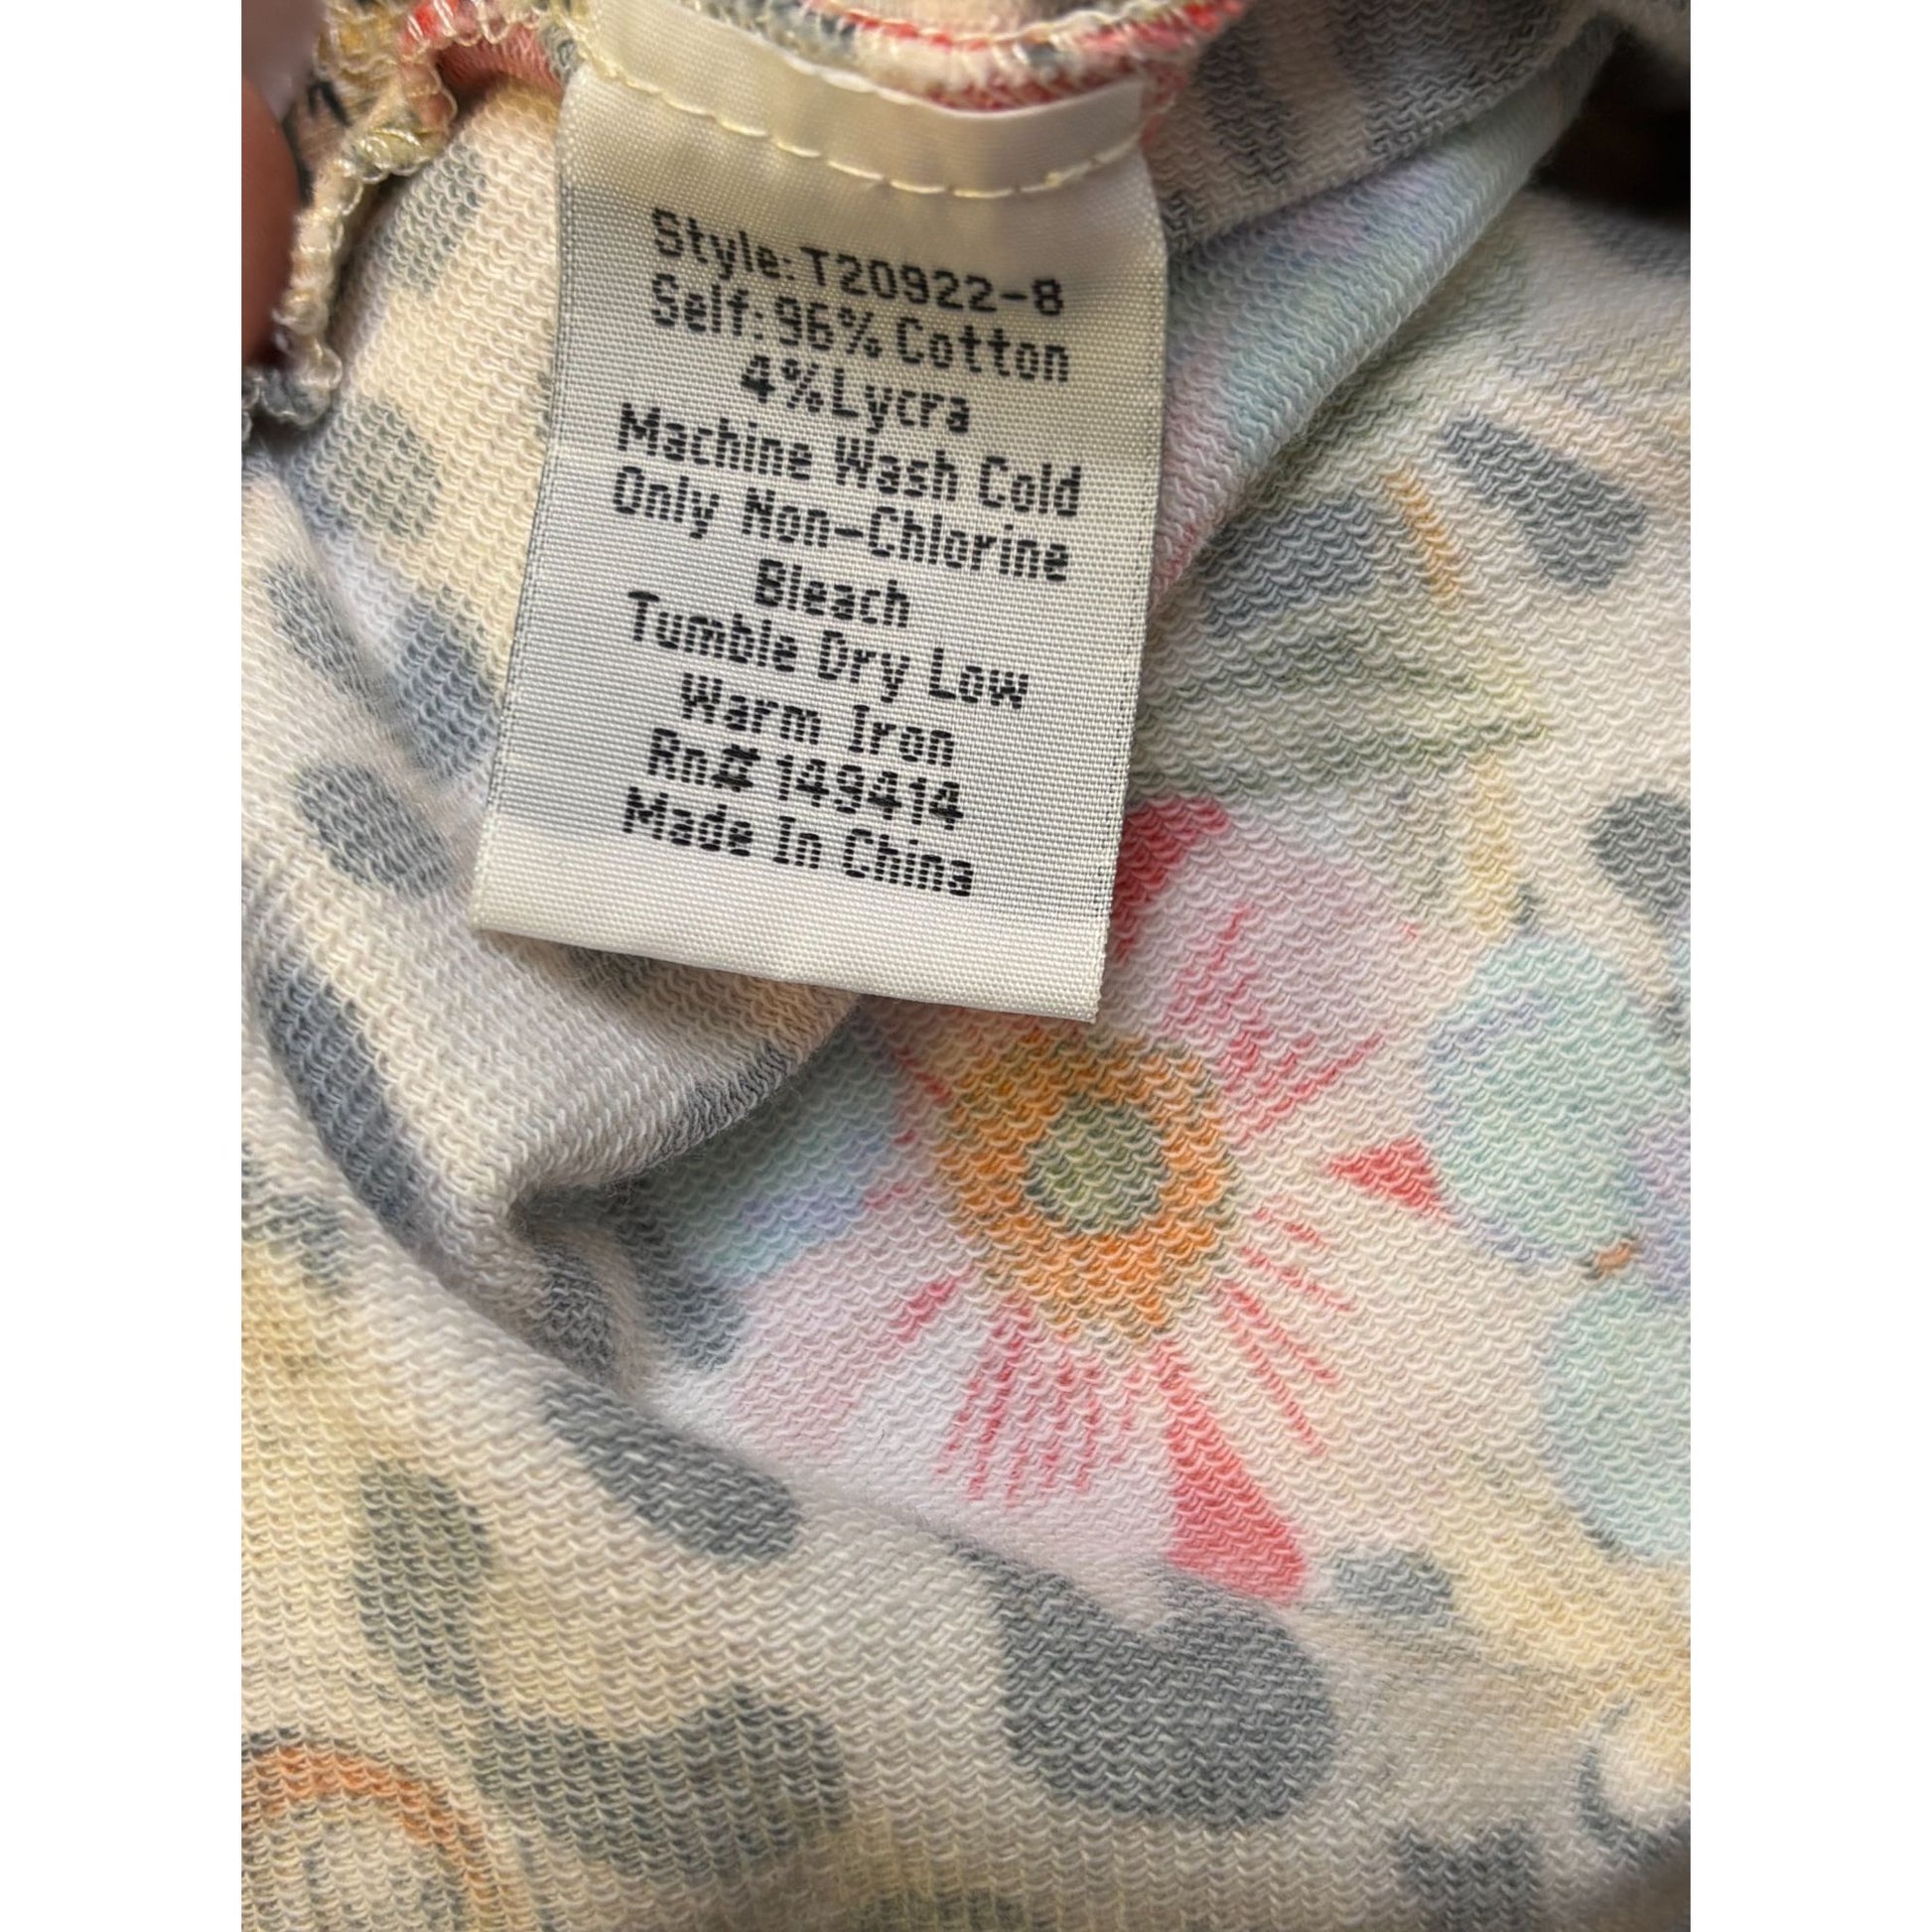 Style:T20922-8
Self:96% Cotton
4%Lycra
Machine Wash Cold
Only Non-Chlorine
Bleach
Tumble Dry Low
Warm Iron
Rn# 149414
Made In China